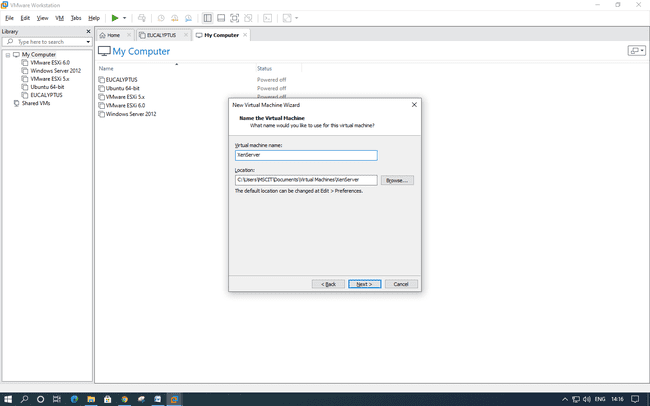 VMware Workstation
File Edit View VM Tabs Help
Library
Type here to search
My Computer
VMware ESXi 6.0
Windows Server 2012
VMware ESXi 5.x
Ubuntu 64-bit
EUCALYPTUS
Shared VMs
Home EUCALYPTUS My Computer
My Computer
Name Status
EUCALYPTUS Powered off
Ubuntu 64-bit Powered off
VMware ESXi 5.x Powered off
VMware ESXi 6.0
Windows Server 2012
New Virtual Machine Wizard
Name the Virtual Machine
What name would you like to use for this virtual machine?
Virtual machine name:
XenServer
Location:
C:\Users\MSCIT\Documents\Virtual Machines\XenServer
Browse...
The default location can be changed at Edit > Preferences.
< Back Next > Cancel
ENG 14:16